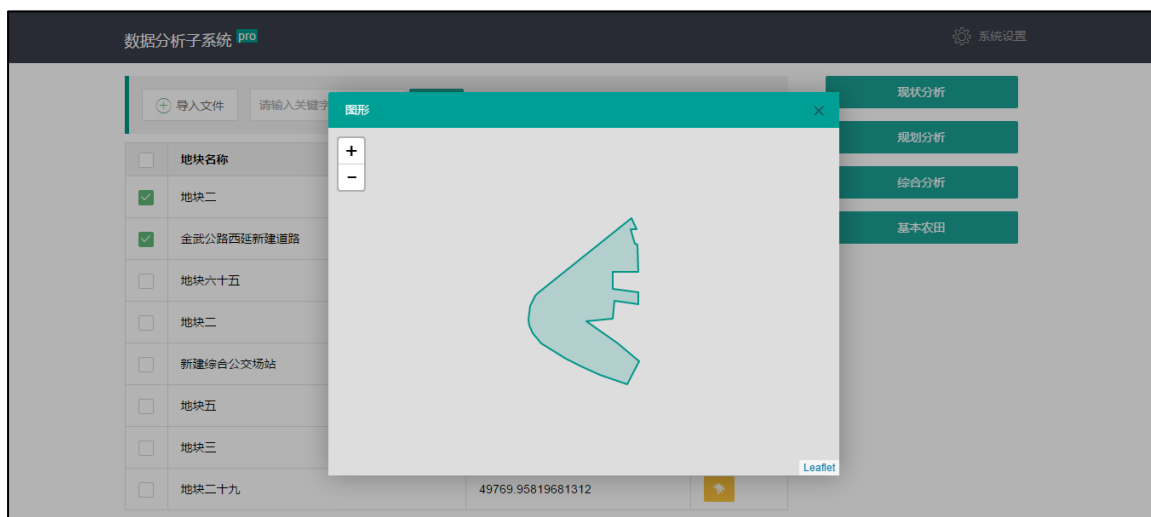 数据分析子系统 pro
系统设置
导入文件
请输入关键字
图形
×
现状分析
规划分析
综合分析
基本农田
+
−
地块名称
地块二
金武公路西延新建道路
地块六十五
地块二
新建综合公交场站
地块五
地块三
地块二十九
49769.95819681312
Leaflet